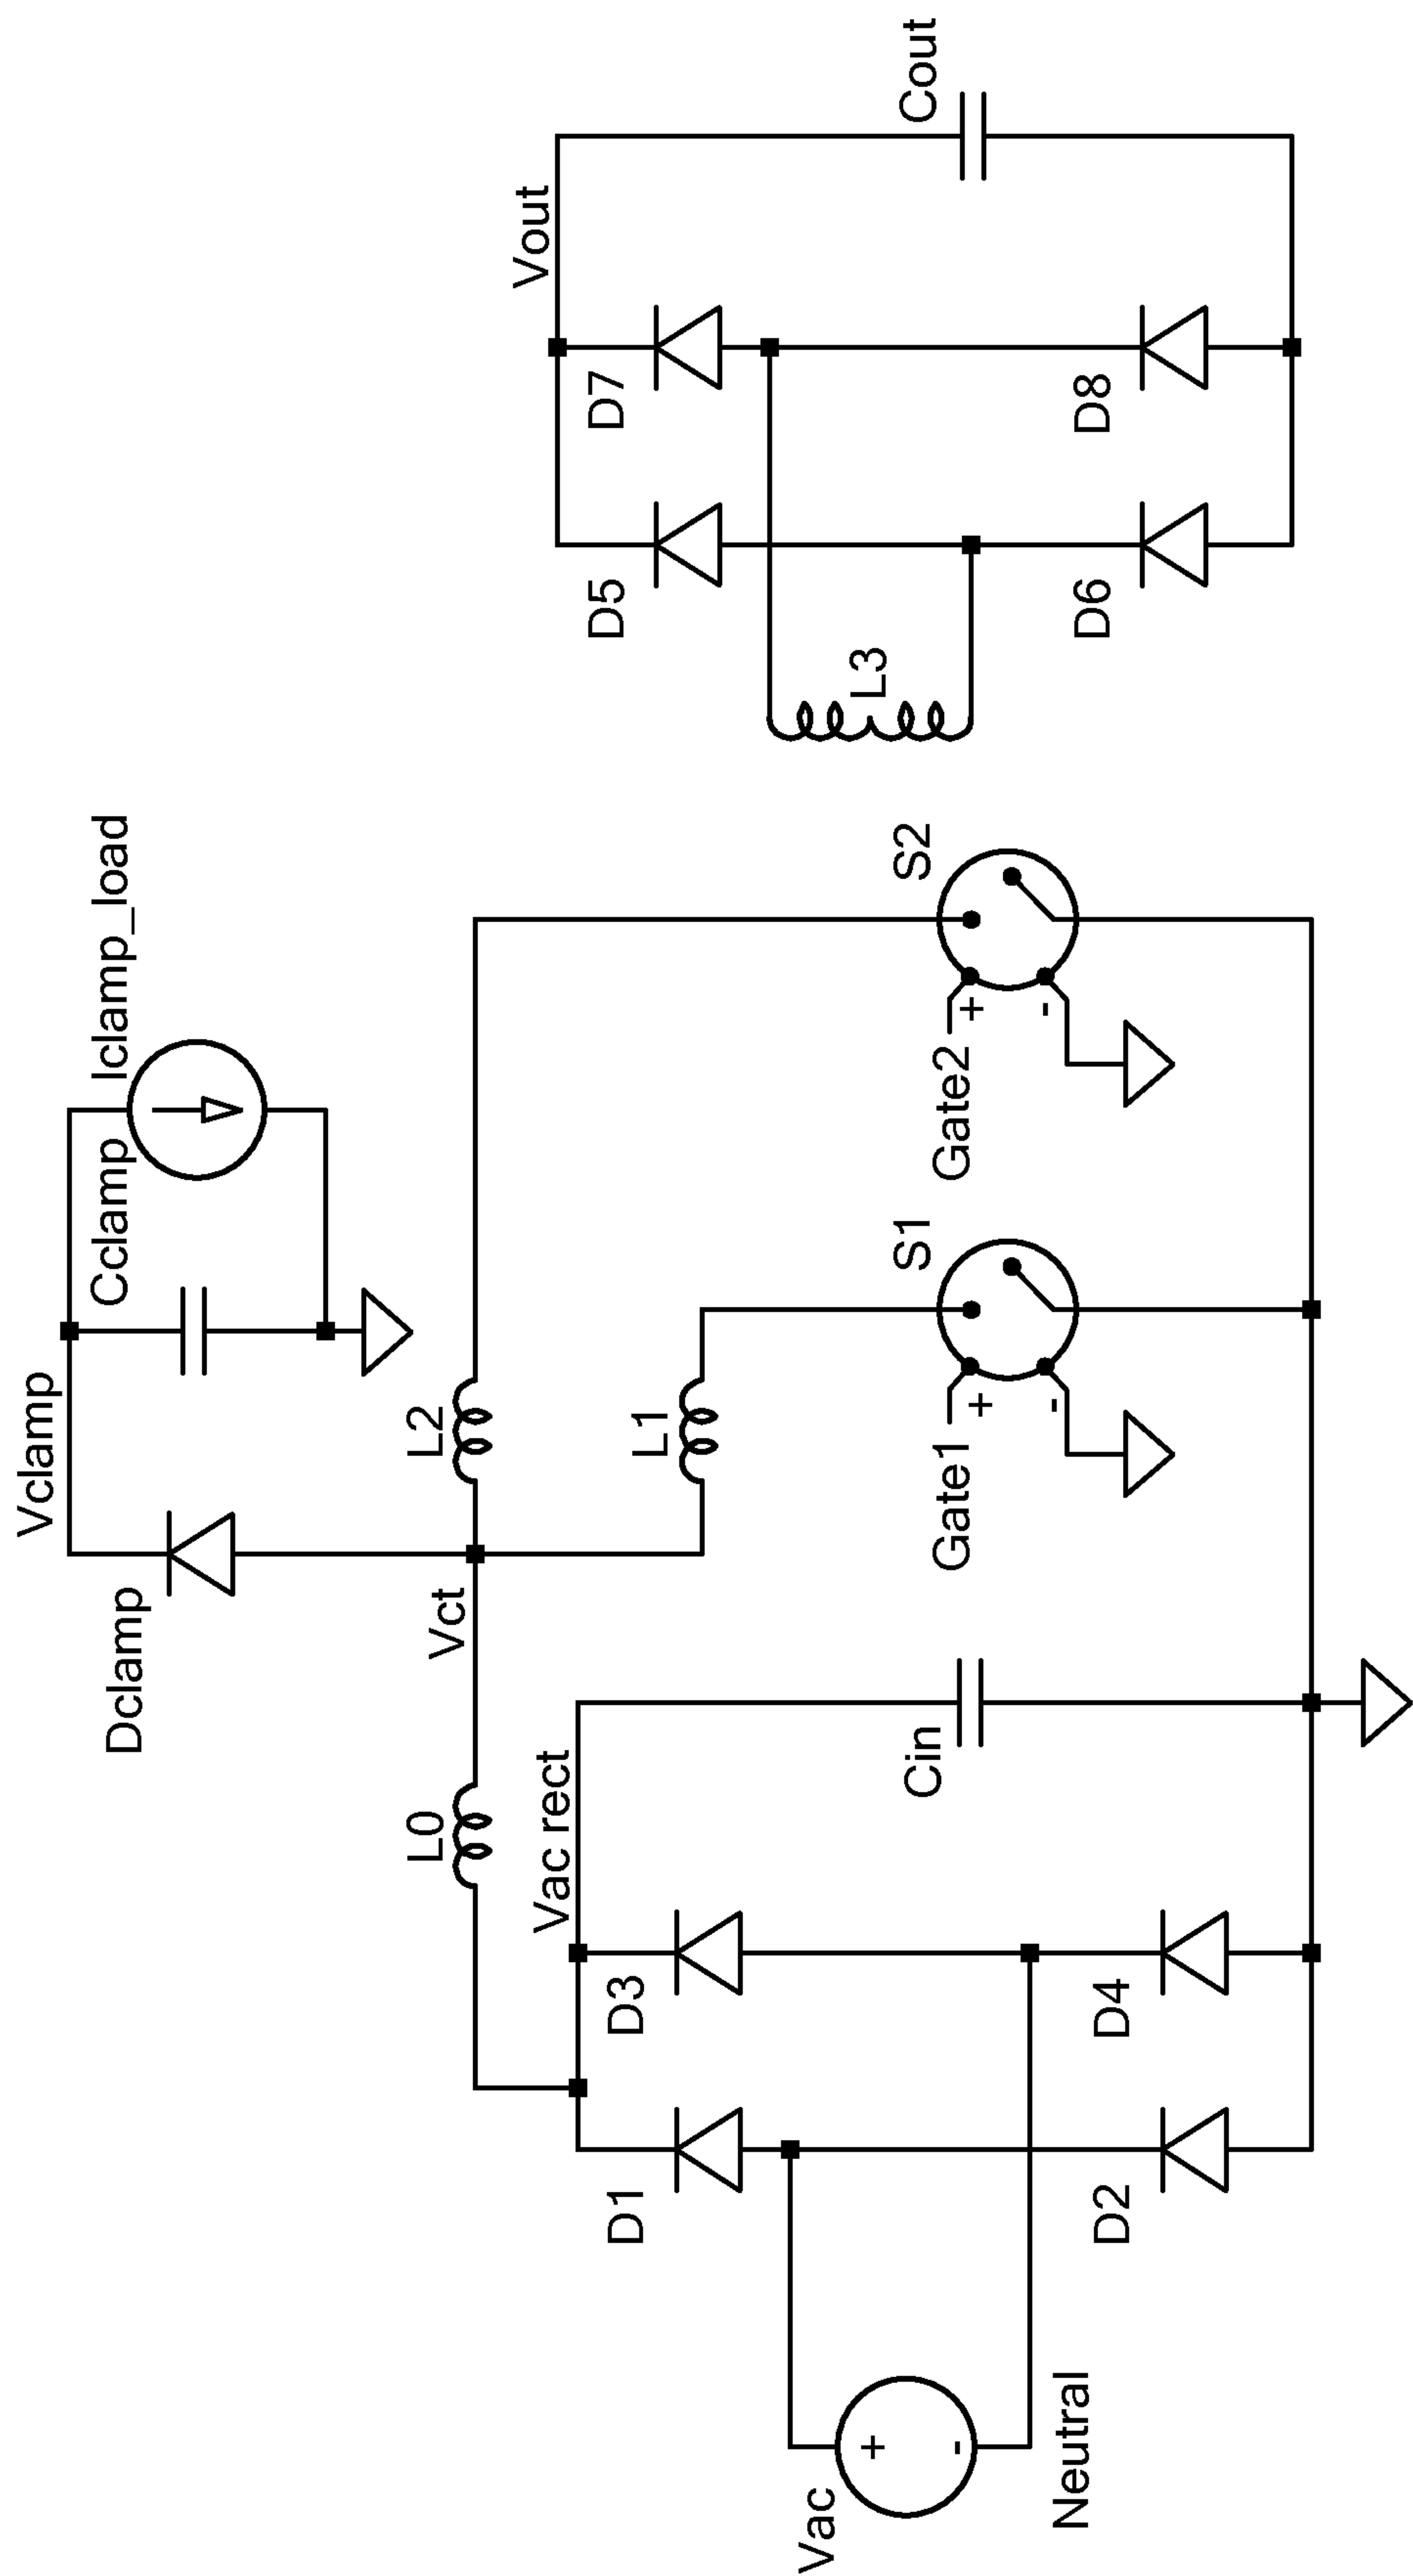 Vclamp
Cclamp
Iclamp_load
Dclamp
L0
Vct
L2
Vout
Vac rect
L1
D1
D3
D5
D7
Vac
+
-
Neutral
Cin
Gate1
+
-
S1
Gate2
+
-
S2
L3
Cout
D2
D4
D6
D8